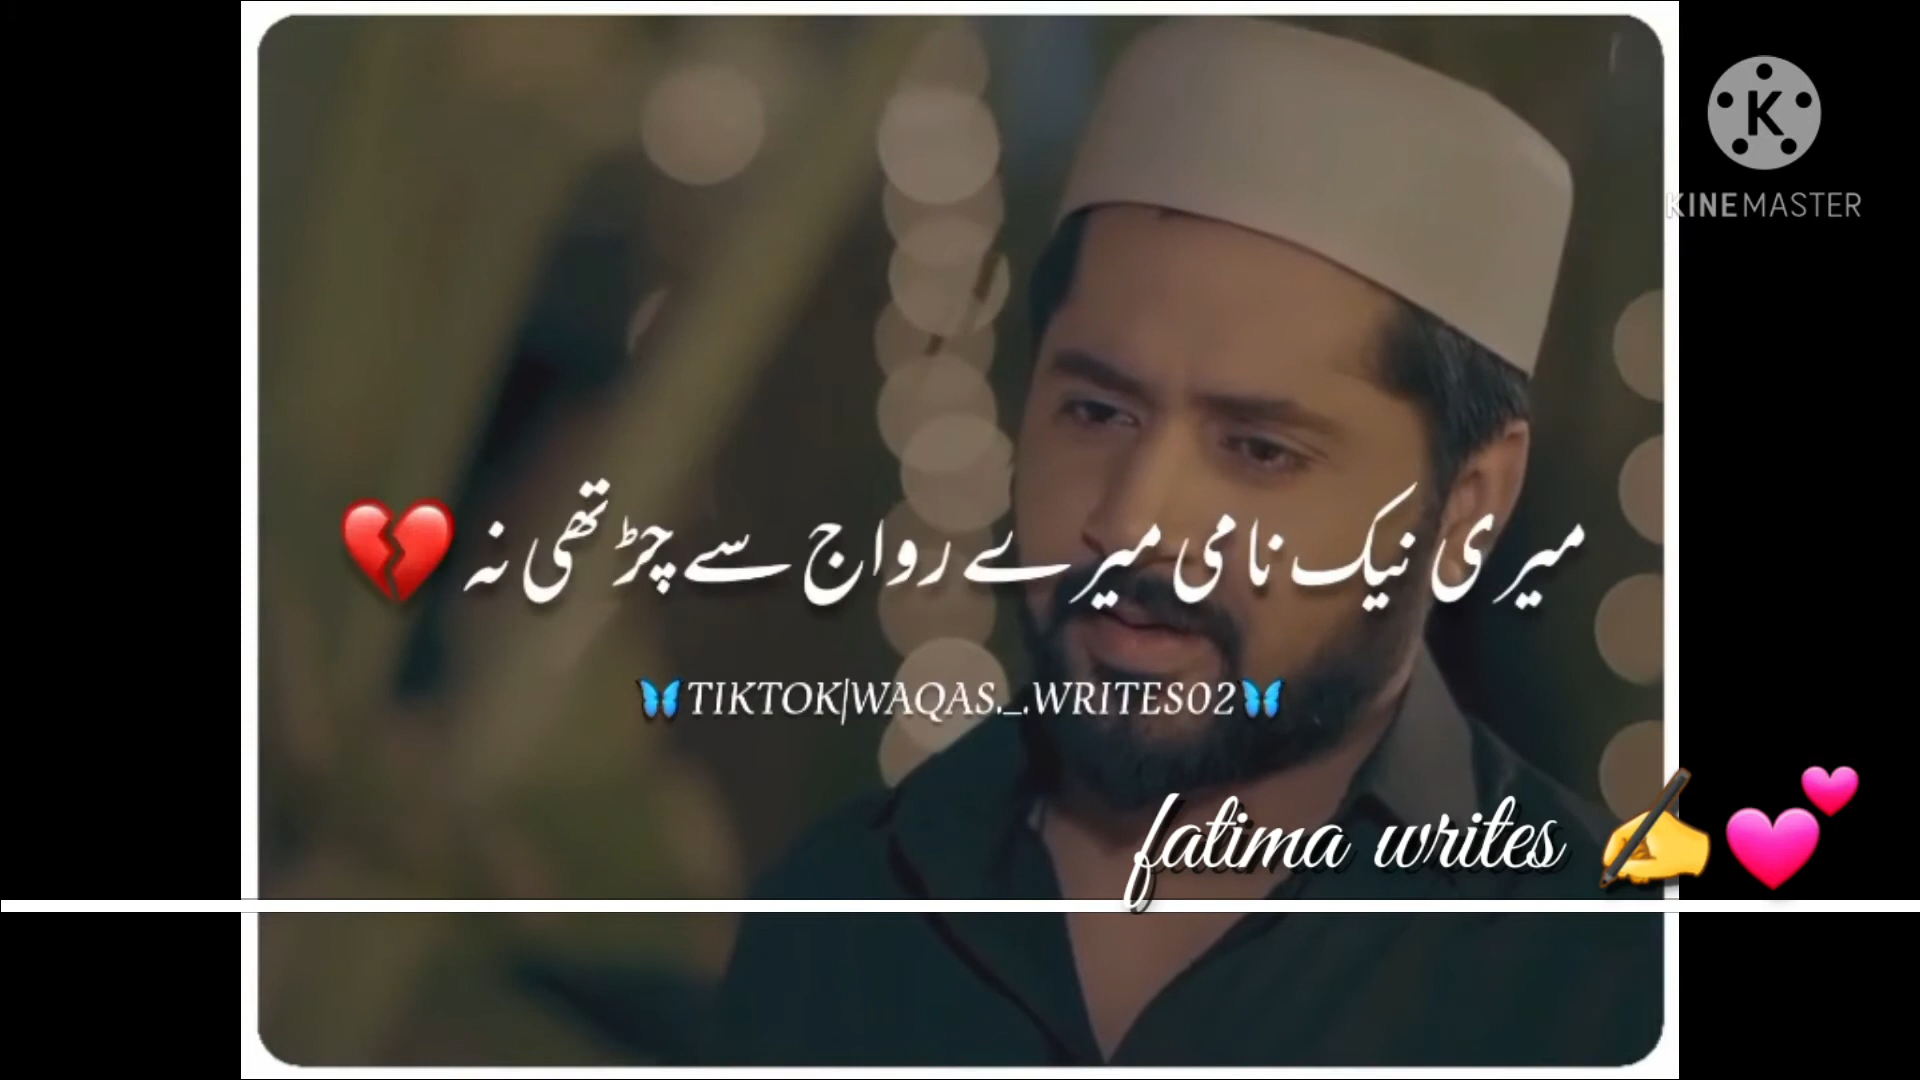 KINEMASTER
میری نیک نامی میرے رواج سے چڑ تھی نہ 💔
🦋TIKTOK|WAQAS._.WRITES02🦋
fatima writes ✍️💕